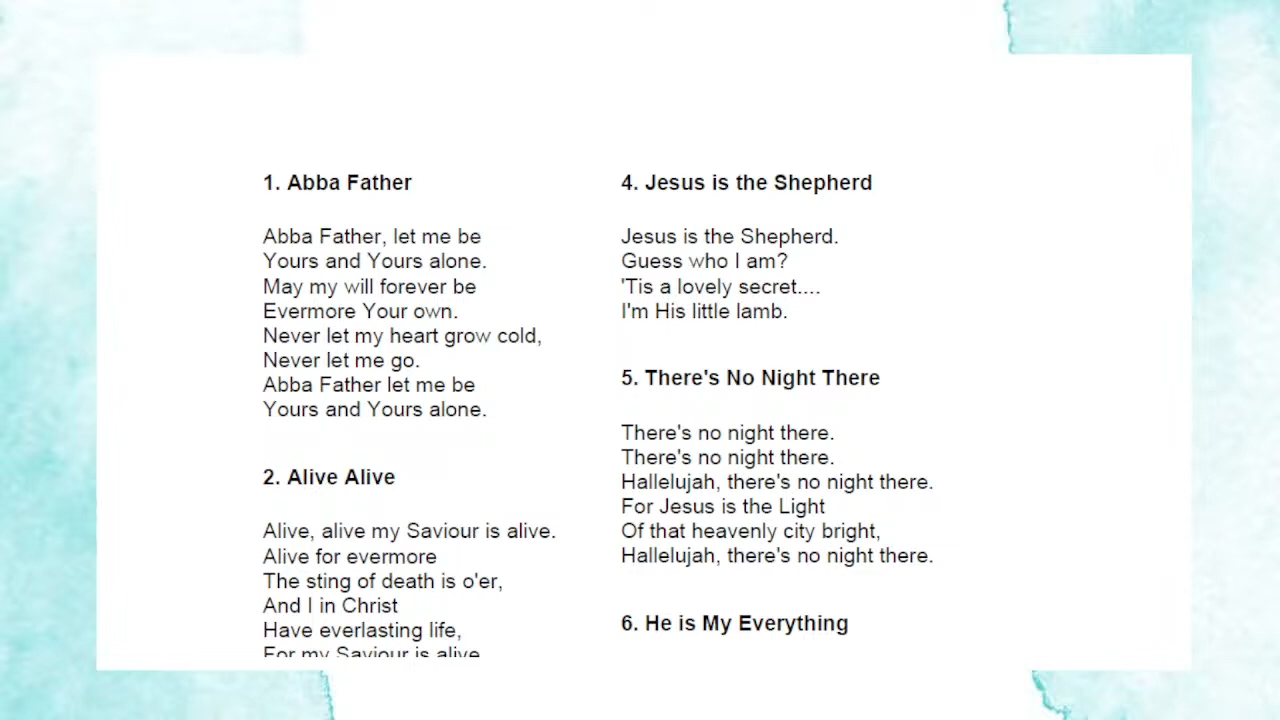 1. Abba Father
Abba Father, let me be
Yours and Yours alone.
May my will forever be
Evermore Your own.
Never let my heart grow cold,
Never let me go.
Abba Father let me be
Yours and Yours alone.
2. Alive Alive
Alive, alive my Saviour is alive.
Alive for evermore
The sting of death is o'er,
And I in Christ
Have everlasting life,
For my Saviour is alive
4. Jesus is the Shepherd
Jesus is the Shepherd.
Guess who I am?
'Tis a lovely secret....
I'm His little lamb.
5. There's No Night There
There's no night there.
There's no night there.
Hallelujah, there's no night there.
For Jesus is the Light
Of that heavenly city bright,
Hallelujah, there's no night there.
6. He is My Everything